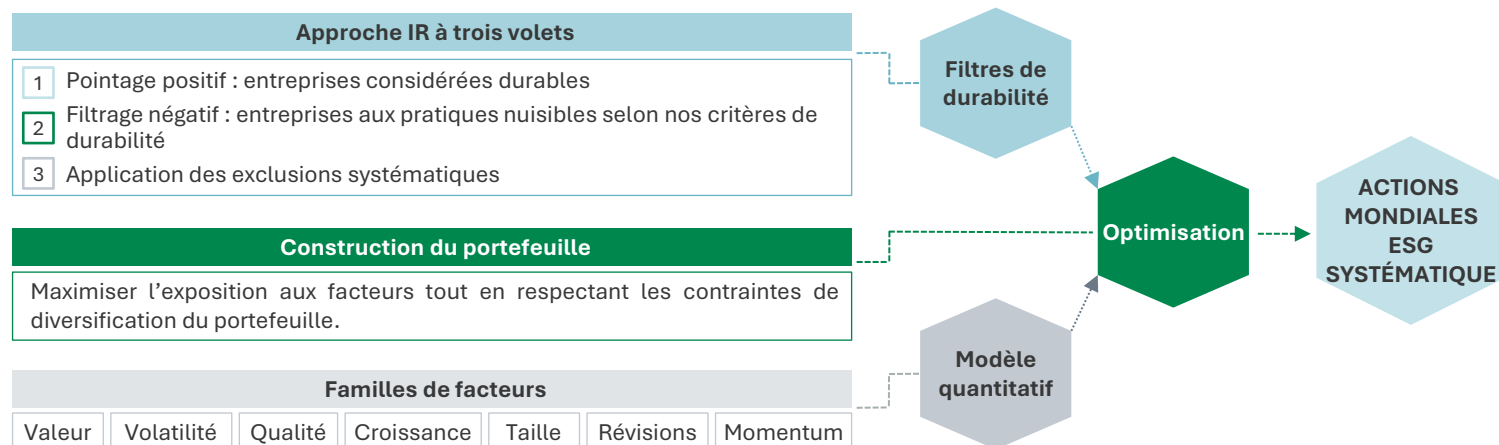 Approche IR à trois volets
1 Pointage positif : entreprises considérées durables
2 Filtrage négatif : entreprises aux pratiques nuisibles selon nos critères de
durabilité
3 Application des exclusions systématiques
Construction du portefeuille
Maximiser l’exposition aux facteurs tout en respectant les contraintes de
diversification du portefeuille.
Familles de facteurs
Valeur Volatilité Qualité Croissance Taille Révisions Momentum
Filtres de
durabilité
Optimisation
Modèle
quantitatif
ACTIONS
MONDIALES
ESG
SYSTÉMATIQUE